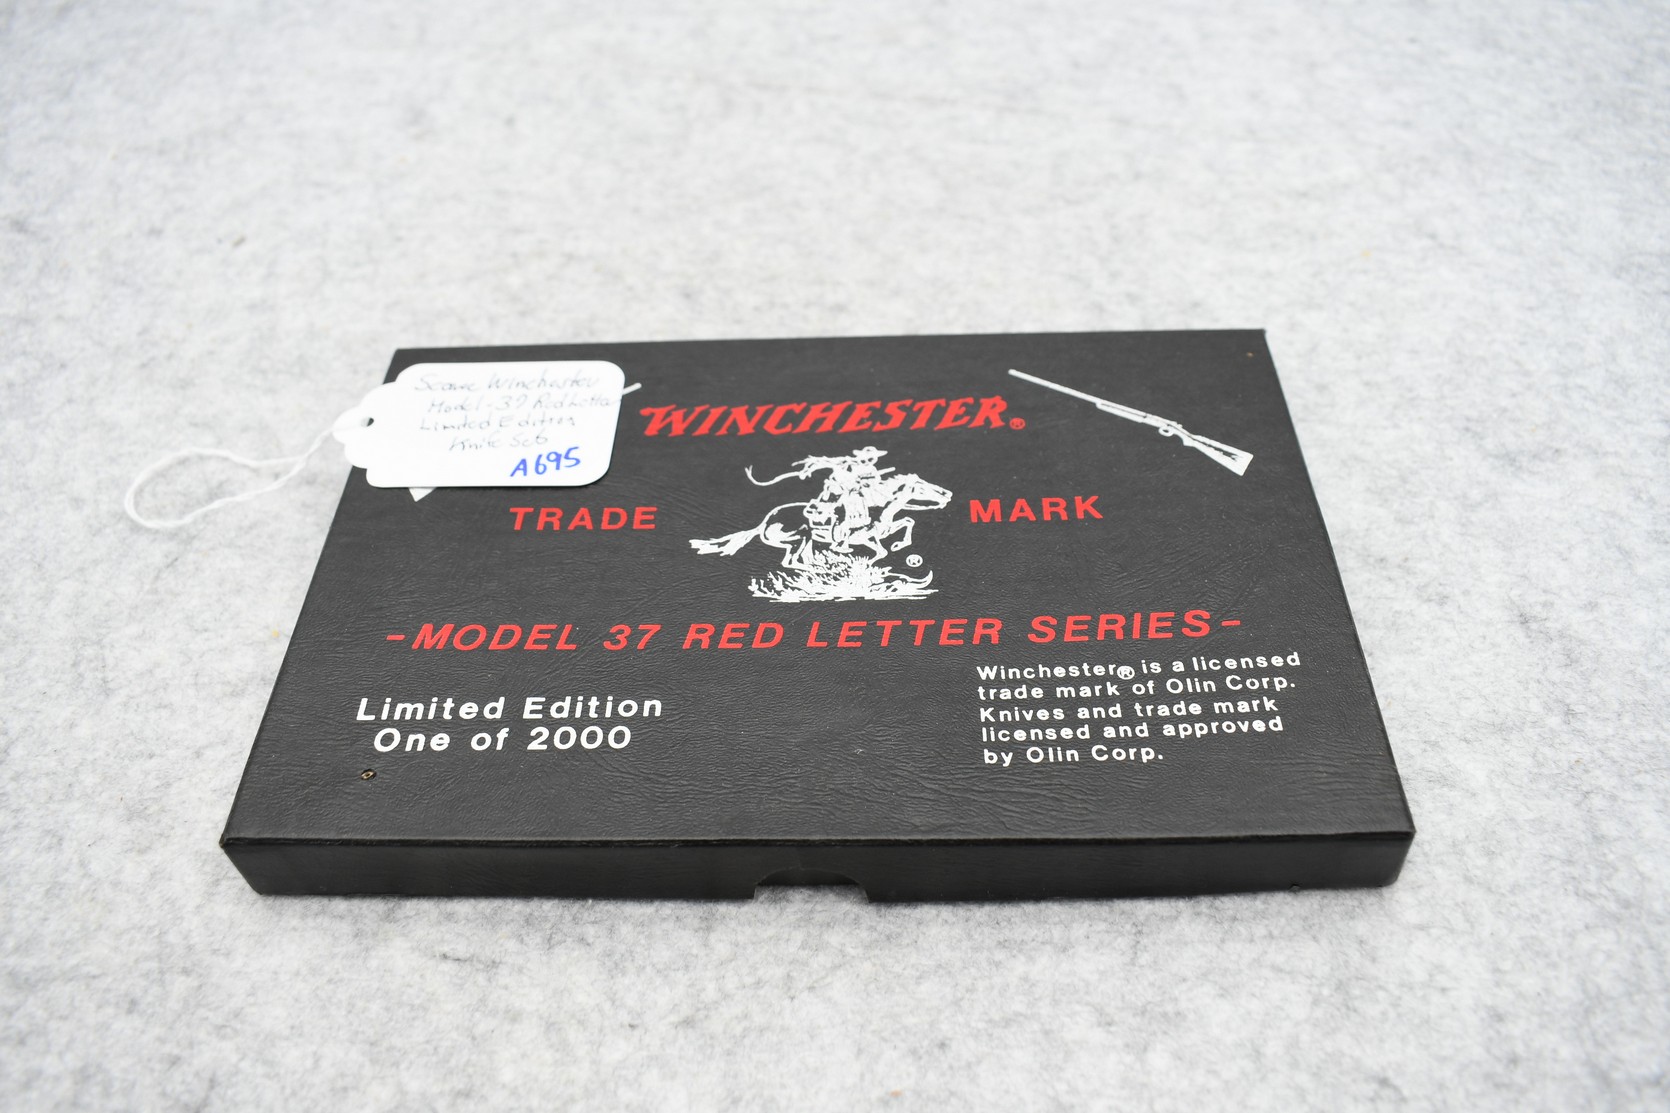 Scarce Winchester
Model-37 Red Letter
Limited Edition
Knife Set
A695
WINCHESTER®
TRADE MARK
®
-MODEL 37 RED LETTER SERIES-
Limited Edition
One of 2000
Winchester® is a licensed
trade mark of Olin Corp.
Knives and trade mark
licensed and approved
by Olin Corp.